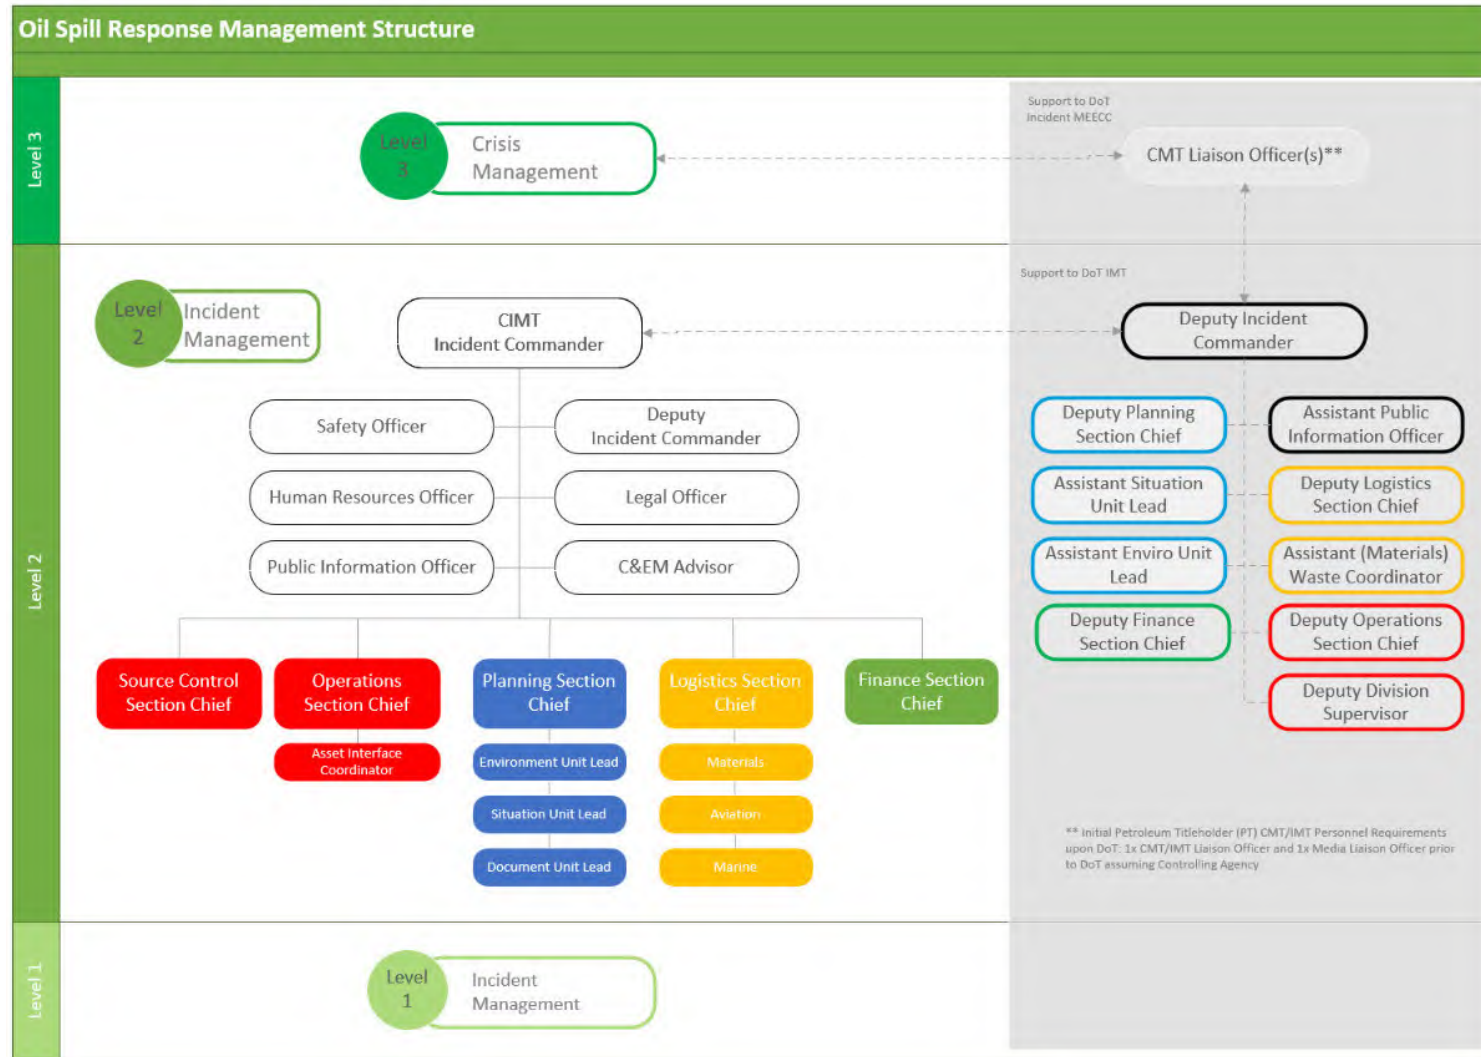 Oil Spill Response Management Structure
Level 3
Level
3
Crisis
Management
Support to DoT
Incident MEECC
CMT Liaison Officer(s)**
Level 2
Level
2
Incident
Management
CIMT
Incident Commander
Support to DoT IMT
Deputy Incident
Commander
Safety Officer
Deputy
Incident Commander
Human Resources Officer
Legal Officer
Public Information Officer
C&EM Advisor
Source Control
Section Chief
Operations
Section Chief
Planning Section
Chief
Logistics Section
Chief
Finance Section
Chief
Asset Interface
Coordinator
Environment Unit Lead
Materials
Situation Unit Lead
Aviation
Document Unit Lead
Marine
Deputy Planning
Section Chief
Assistant Public
Information Officer
Assistant Situation
Unit Lead
Deputy Logistics
Section Chief
Assistant Enviro Unit
Lead
Assistant (Materials)
Waste Coordinator
Deputy Finance
Section Chief
Deputy Operations
Section Chief
Deputy Division
Supervisor
** Initial Petroleum Titleholder (PT) CMT/IMT Personnel Requirements
upon DoT: 1x CMT/IMT Liaison Officer and 1x Media Liaison Officer prior
to DoT assuming Controlling Agency
Level 1
Level
1
Incident
Management